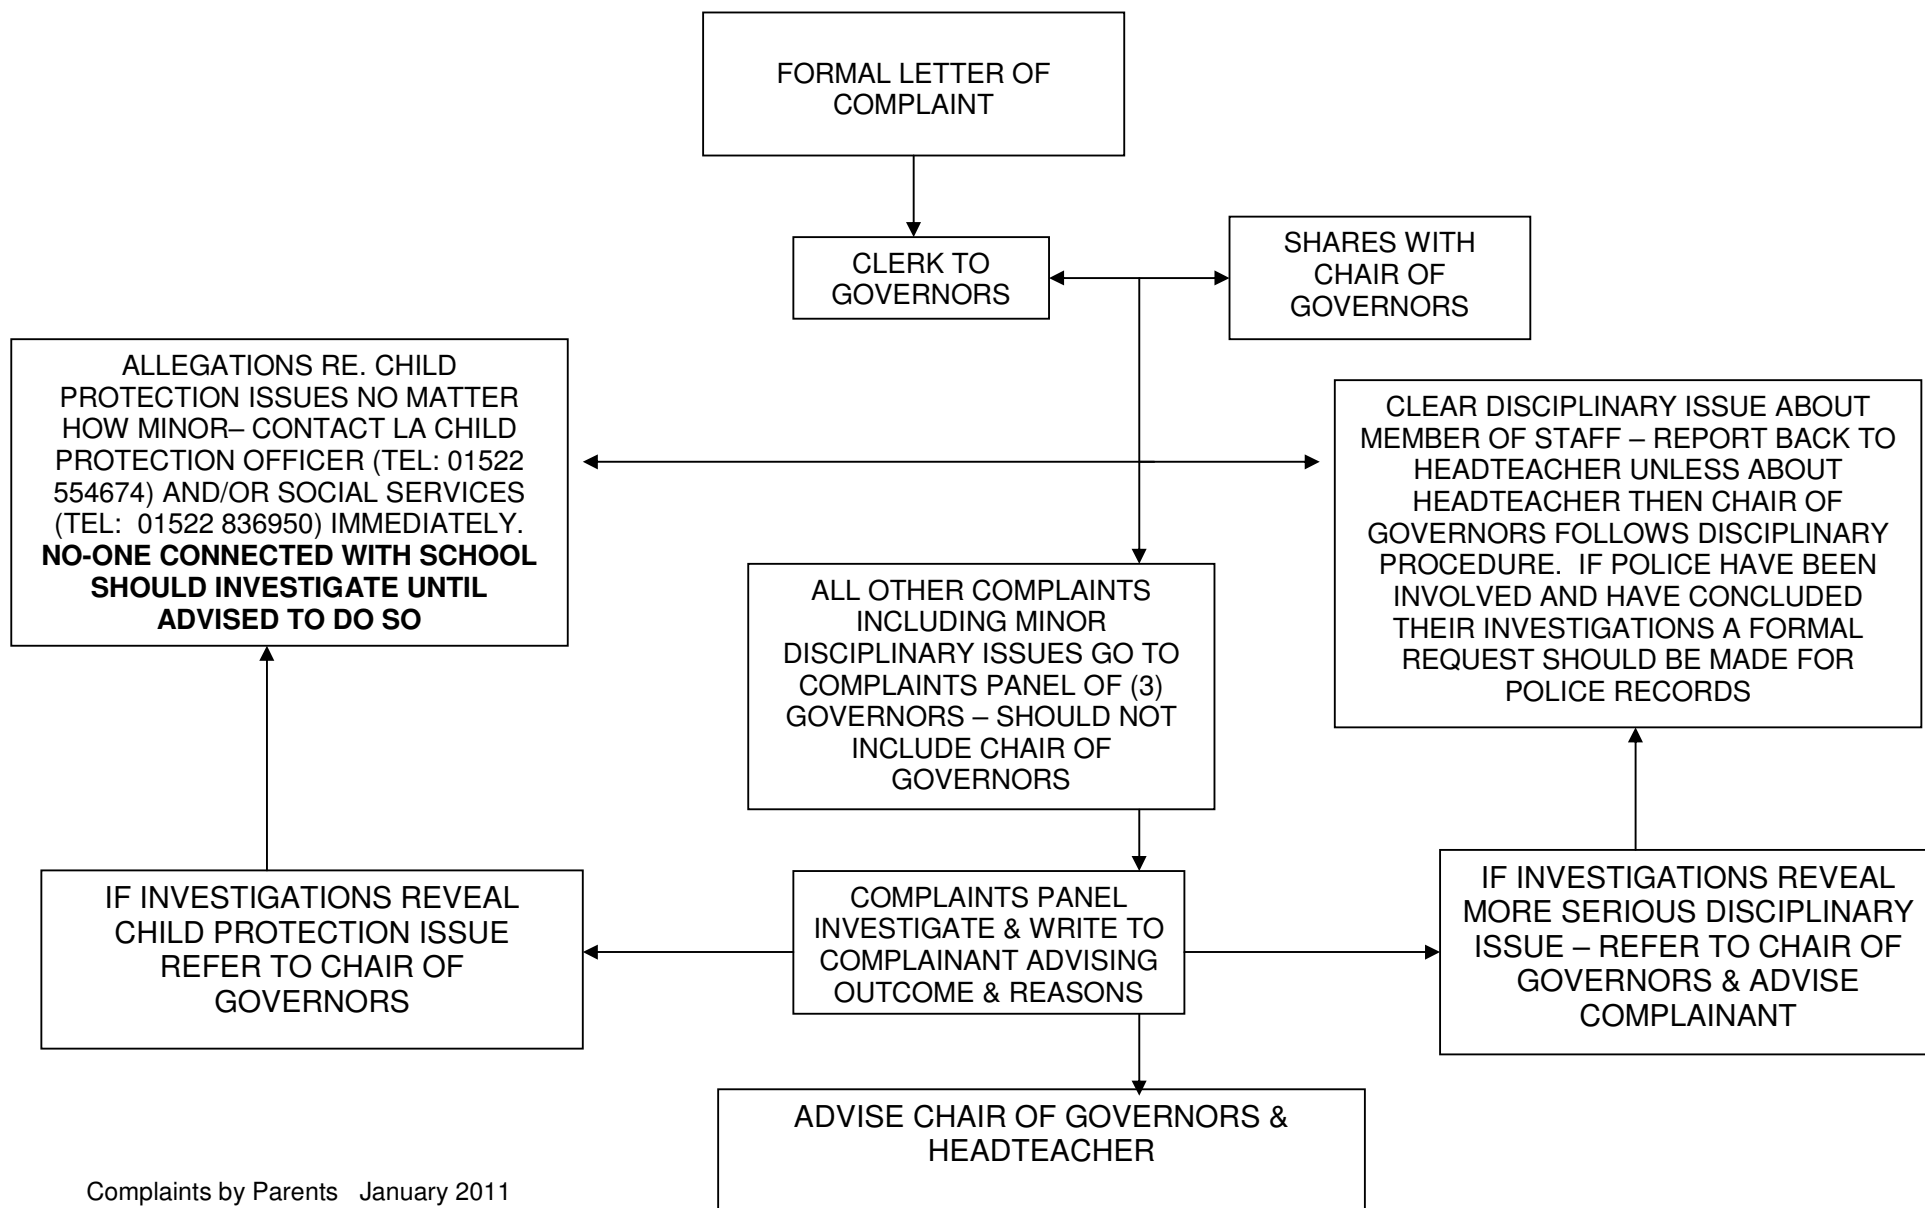 FORMAL LETTER OF
COMPLAINT
CLERK TO
GOVERNORS
SHARES WITH
CHAIR OF
GOVERNORS
ALLEGATIONS RE. CHILD
PROTECTION ISSUES NO MATTER
HOW MINOR– CONTACT LA CHILD
PROTECTION OFFICER (TEL: 01522
554674) AND/OR SOCIAL SERVICES
(TEL:  01522 836950) IMMEDIATELY.
NO-ONE CONNECTED WITH SCHOOL
SHOULD INVESTIGATE UNTIL
ADVISED TO DO SO
CLEAR DISCIPLINARY ISSUE ABOUT
MEMBER OF STAFF – REPORT BACK TO
HEADTEACHER UNLESS ABOUT
HEADTEACHER THEN CHAIR OF
GOVERNORS FOLLOWS DISCIPLINARY
PROCEDURE.  IF POLICE HAVE BEEN
INVOLVED AND HAVE CONCLUDED
THEIR INVESTIGATIONS A FORMAL
REQUEST SHOULD BE MADE FOR
POLICE RECORDS
ALL OTHER COMPLAINTS
INCLUDING MINOR
DISCIPLINARY ISSUES GO TO
COMPLAINTS PANEL OF (3)
GOVERNORS – SHOULD NOT
INCLUDE CHAIR OF
GOVERNORS
IF INVESTIGATIONS REVEAL
CHILD PROTECTION ISSUE
REFER TO CHAIR OF
GOVERNORS
COMPLAINTS PANEL
INVESTIGATE & WRITE TO
COMPLAINANT ADVISING
OUTCOME & REASONS
IF INVESTIGATIONS REVEAL
MORE SERIOUS DISCIPLINARY
ISSUE – REFER TO CHAIR OF
GOVERNORS & ADVISE
COMPLAINANT
ADVISE CHAIR OF GOVERNORS &
HEADTEACHER
Complaints by Parents   January 2011